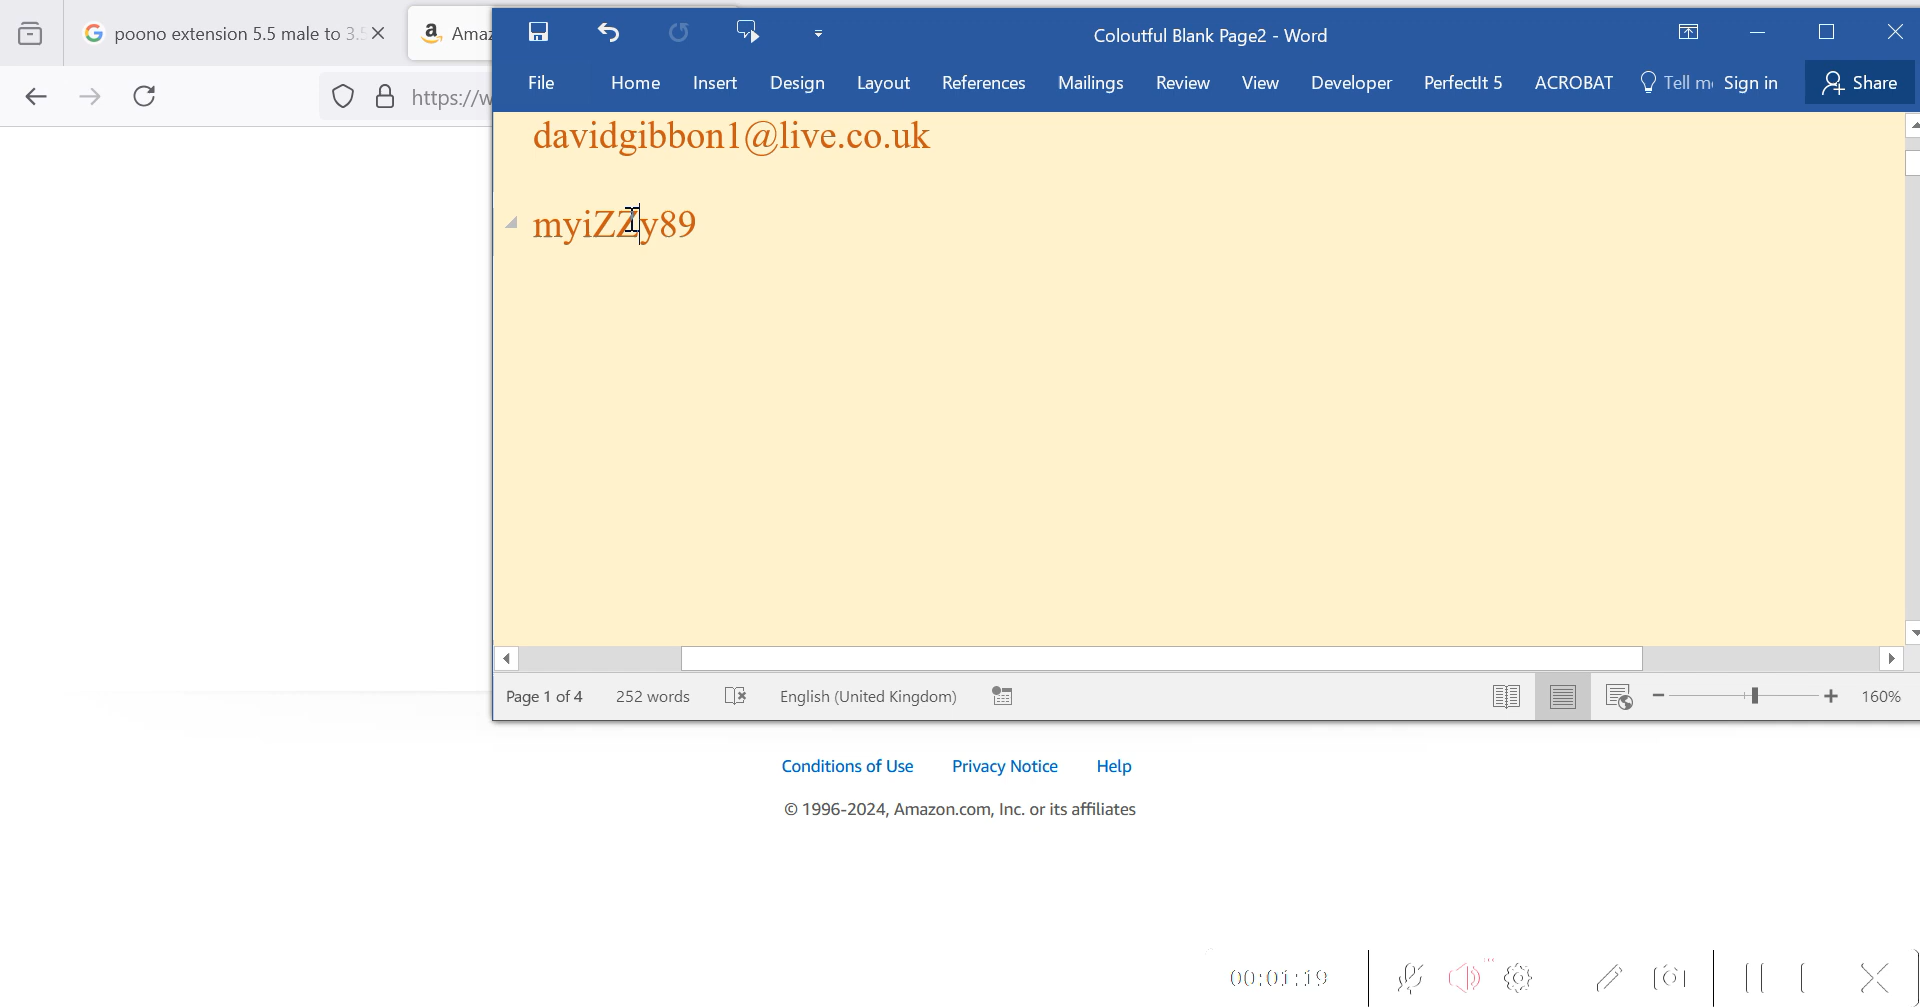 poono extension 5.5 male to 3.5
Amaz
https://w
Coloutful Blank Page2 - Word
File Home Insert Design Layout References Mailings Review View Developer PerfectIt 5 ACROBAT Tell me Sign in Share
davidgibbon1@live.co.uk
myiZZy89
Page 1 of 4 252 words English (United Kingdom) 160%
Conditions of Use Privacy Notice Help
© 1996-2024, Amazon.com, Inc. or its affiliates
00:01:19